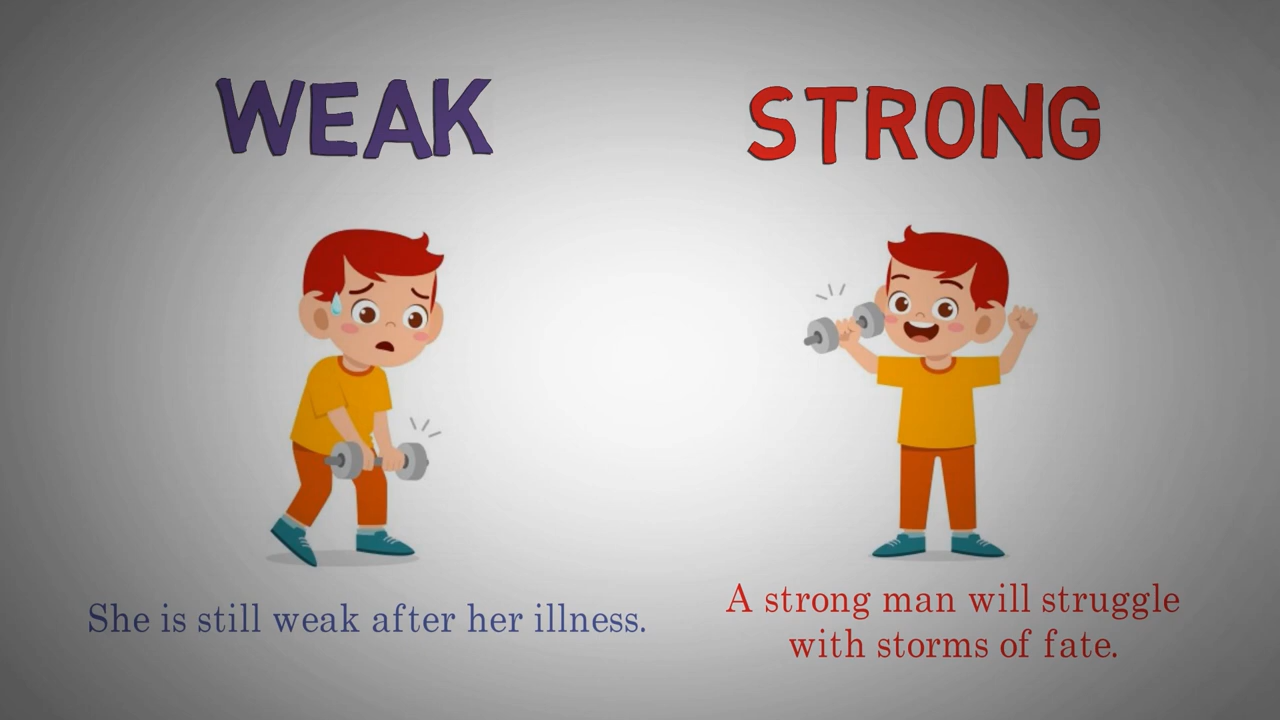 WEAK
STRONG
She is still weak after her illness.
A strong man will struggle
with storms of fate.